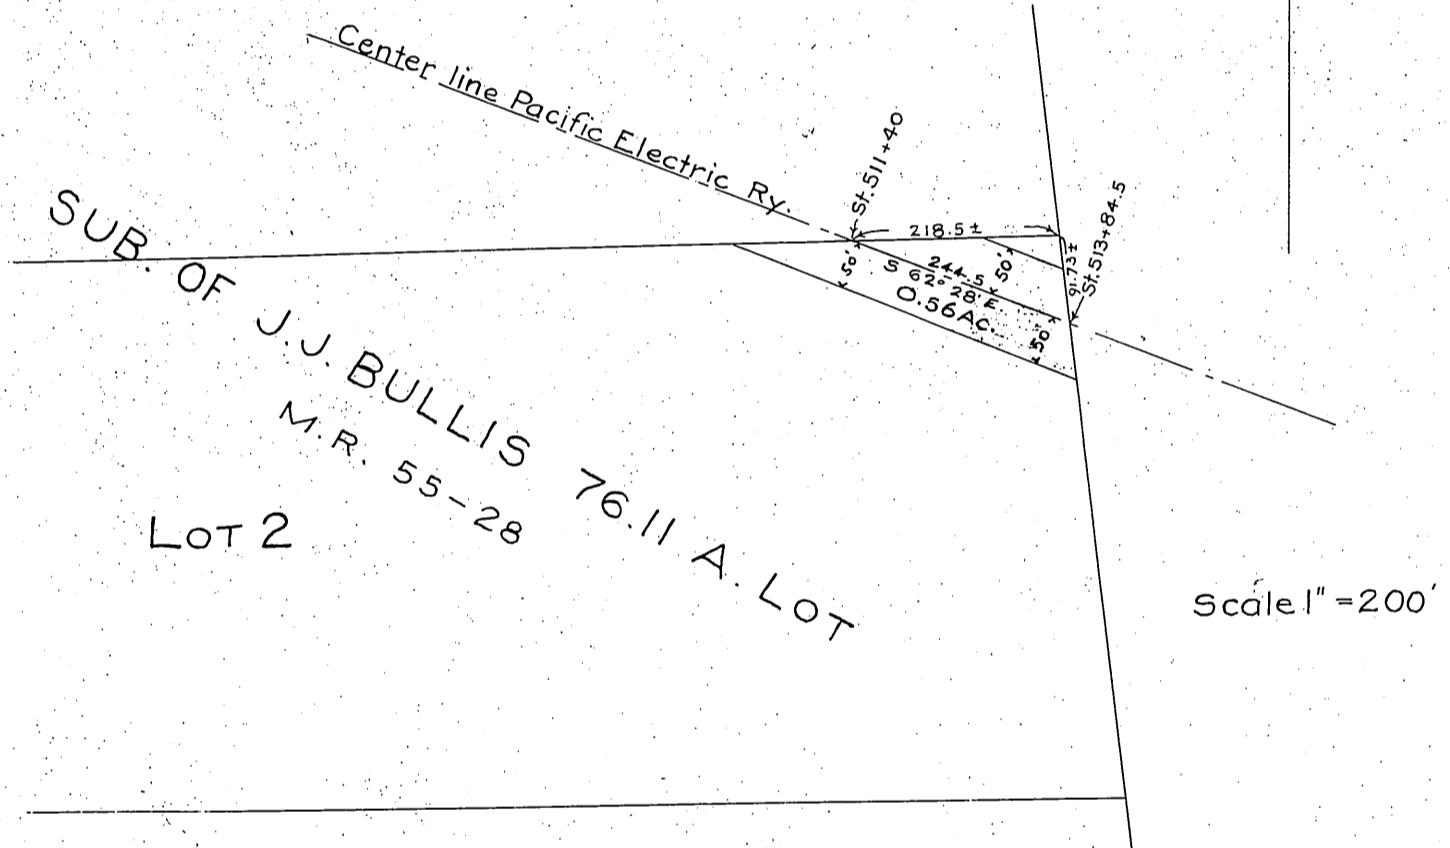 Center line Pacific Electric Ry.
St. 511+40
218.5±
St. 513+84.5
91.73±
50'
50'
244.5
S 62° 28' E.
0.56 AC.
50'
SUB. OF J.J. BULLIS 76.11 A. LOT
M.R. 55-28
LOT 2
Scale 1" = 200'